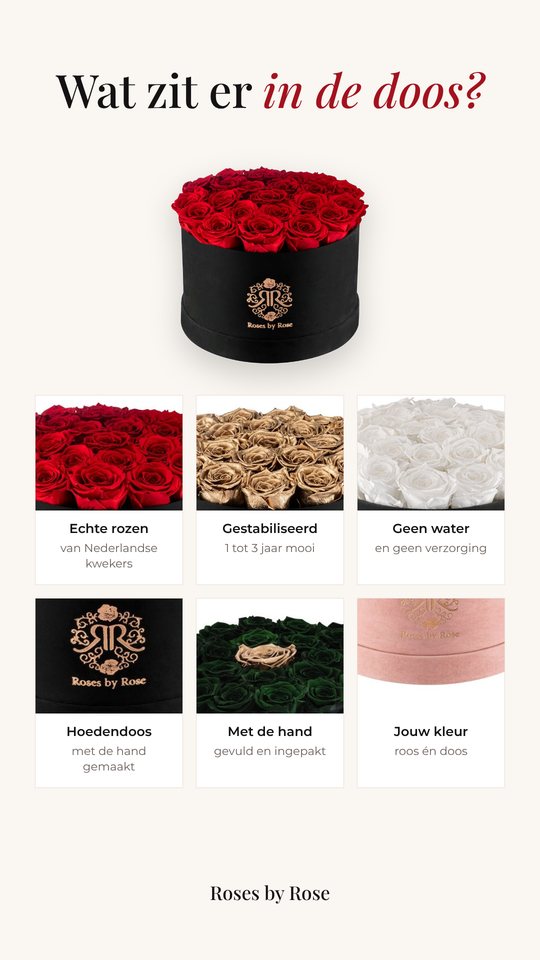 Wat zit er in de doos?
RR
Roses by Rose
Echte rozen
van Nederlandse
kwekers
Gestabiliseerd
1 tot 3 jaar mooi
Geen water
en geen verzorging
RR
Roses by Rose
Hoedendoos
met de hand
gemaakt
Met de hand
gevuld en ingepakt
Roses by Rose
Jouw kleur
roos én doos
Roses by Rose